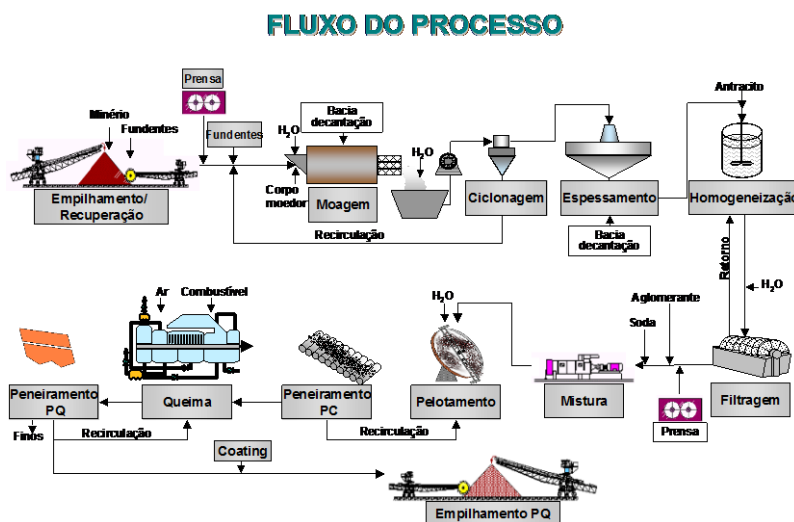 FLUXO DO PROCESSO
Prensa
Minério
Fundentes
Fundentes
H₂O
Bacia
decantação
H₂O
Antracito
Corpo
moedor
Empilhamento/
Recuperação
Moagem
Ciclonagem
Espessamento
Homogeneização
Recirculação
Bacia
decantação
Retorno
H₂O
Ar
Combustível
H₂O
Aglomerante
Soda
Peneiramento
PQ
Queima
Peneiramento
PC
Pelotamento
Mistura
Filtragem
Finos
Recirculação
Recirculação
Prensa
Coating
Empilhamento PQ